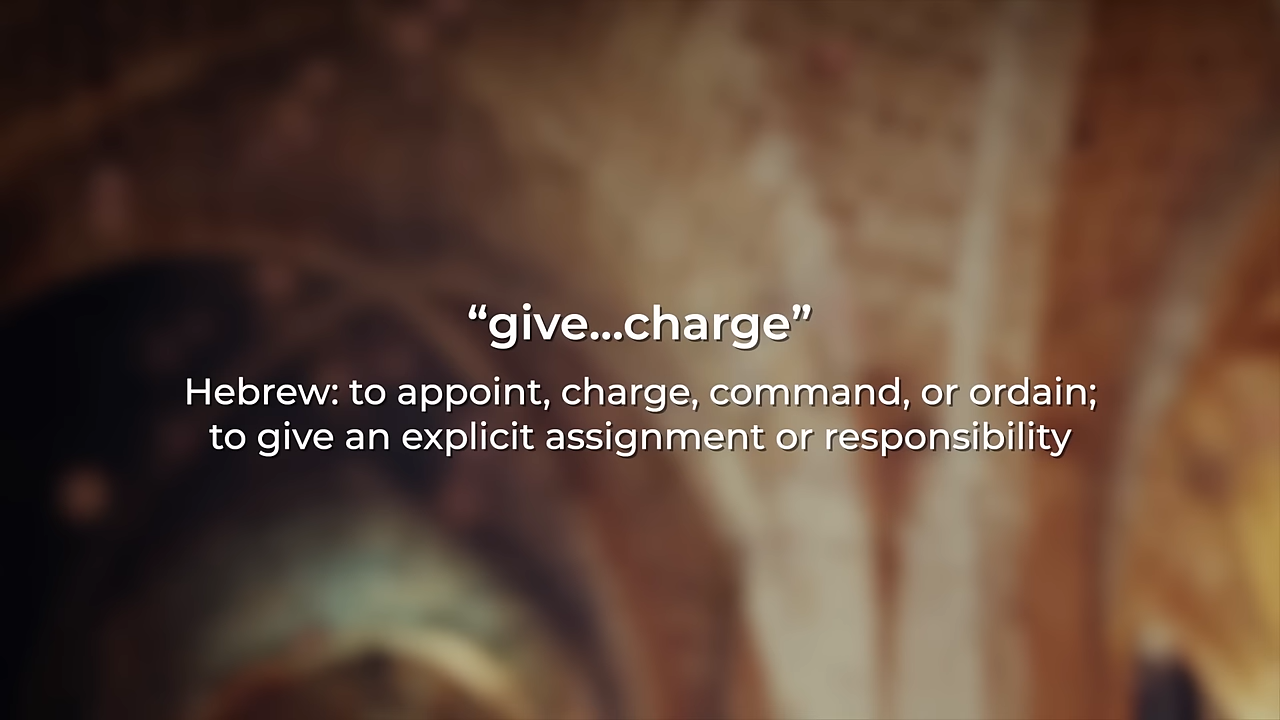 “give...charge”
Hebrew: to appoint, charge, command, or ordain;
to give an explicit assignment or responsibility